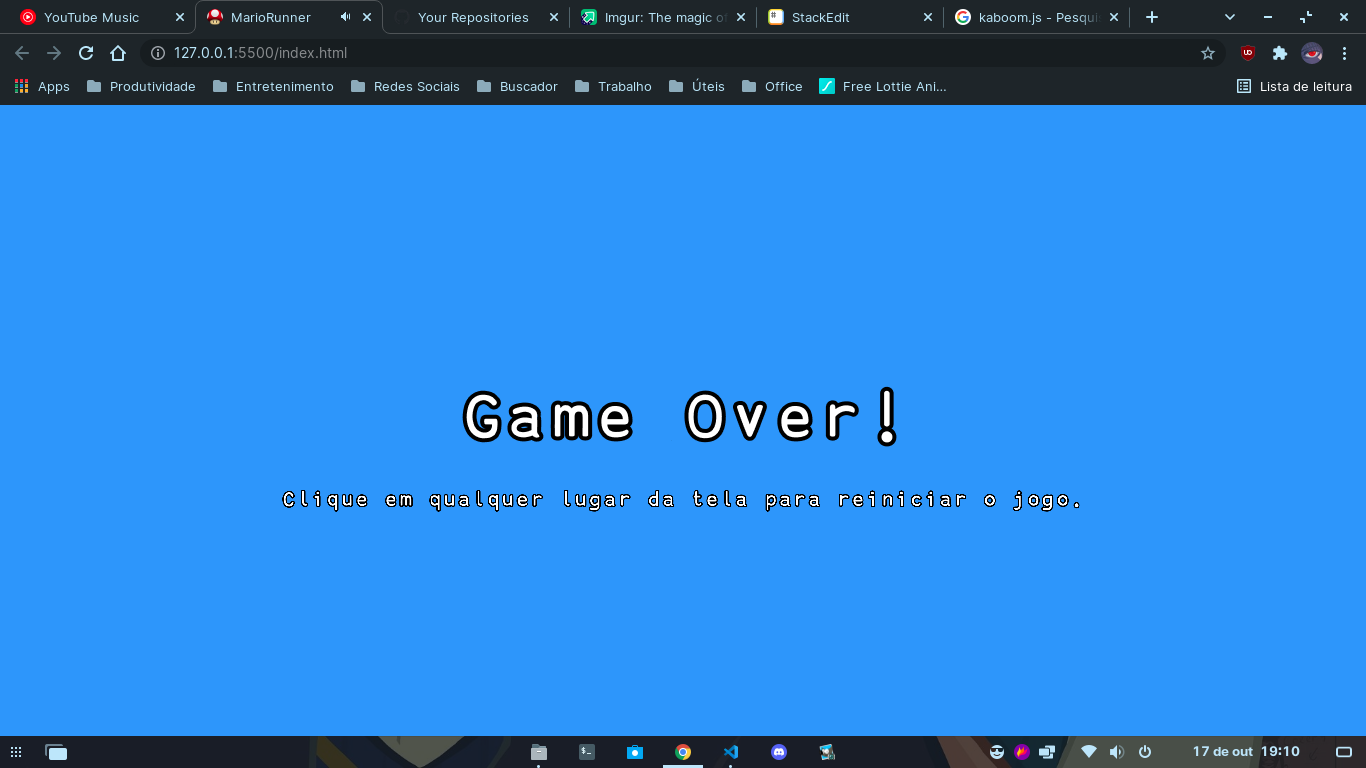 YouTube Music
MarioRunner
Your Repositories
Imgur: The magic of
StackEdit
kaboom.js - Pesqui
127.0.0.1:5500/index.html
Apps
Produtividade
Entretenimento
Redes Sociais
Buscador
Trabalho
Úteis
Office
Free Lottie Ani...
Lista de leitura
Game Over!
Clique em qualquer lugar da tela para reiniciar o jogo.
17 de out 19:10